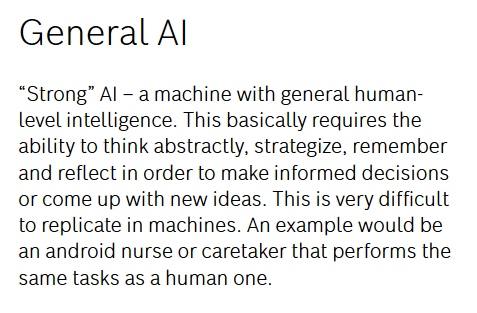 General AI
“Strong” AI – a machine with general human-
level intelligence. This basically requires the
ability to think abstractly, strategize, remember
and reflect in order to make informed decisions
or come up with new ideas. This is very difficult
to replicate in machines. An example would be
an android nurse or caretaker that performs the
same tasks as a human one.